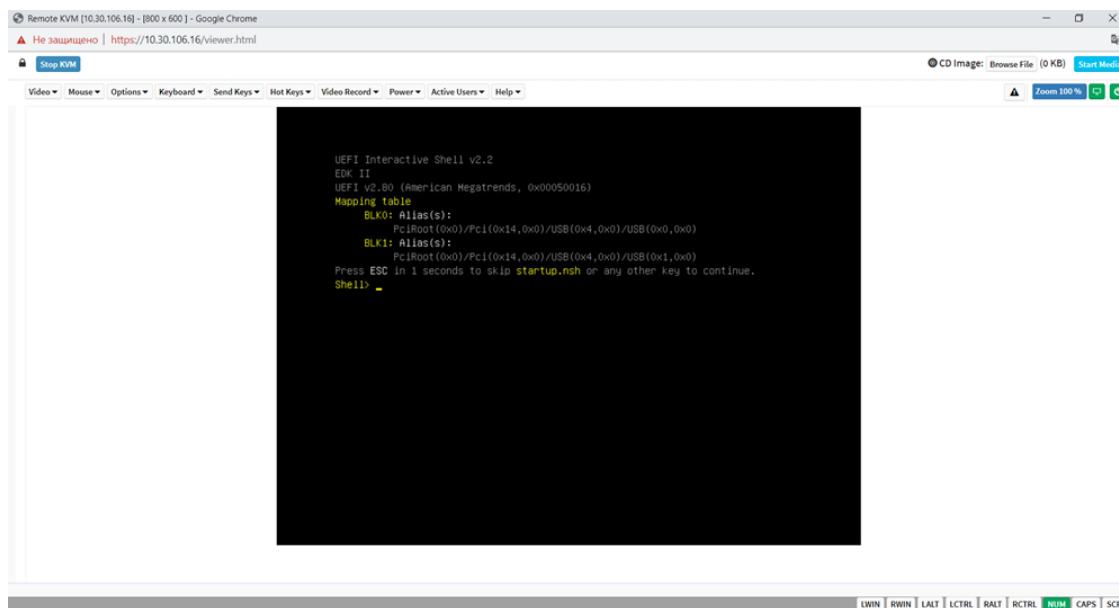 Remote KVM [10.30.106.16] - [800 x 600 ] - Google Chrome
Не защищено | https://10.30.106.16/viewer.html
Stop KVM
CD Image: Browse File (0 KB) Start Media
Video Mouse Options Keyboard Send Keys Hot Keys Video Record Power Active Users Help
Zoom 100 %
UEFI Interactive Shell v2.2
EDK II
UEFI v2.80 (American Megatrends, 0x00050016)
Mapping table
BLK0: Alias(s):
PciRoot(0x0)/Pci(0x14,0x0)/USB(0x4,0x0)/USB(0x0,0x0)
BLK1: Alias(s):
PciRoot(0x0)/Pci(0x14,0x0)/USB(0x4,0x0)/USB(0x1,0x0)
Press ESC in 1 seconds to skip startup.nsh or any other key to continue.
Shell> _
LWIN RWIN LALT LCTRL RALT RCTRL NUM CAPS